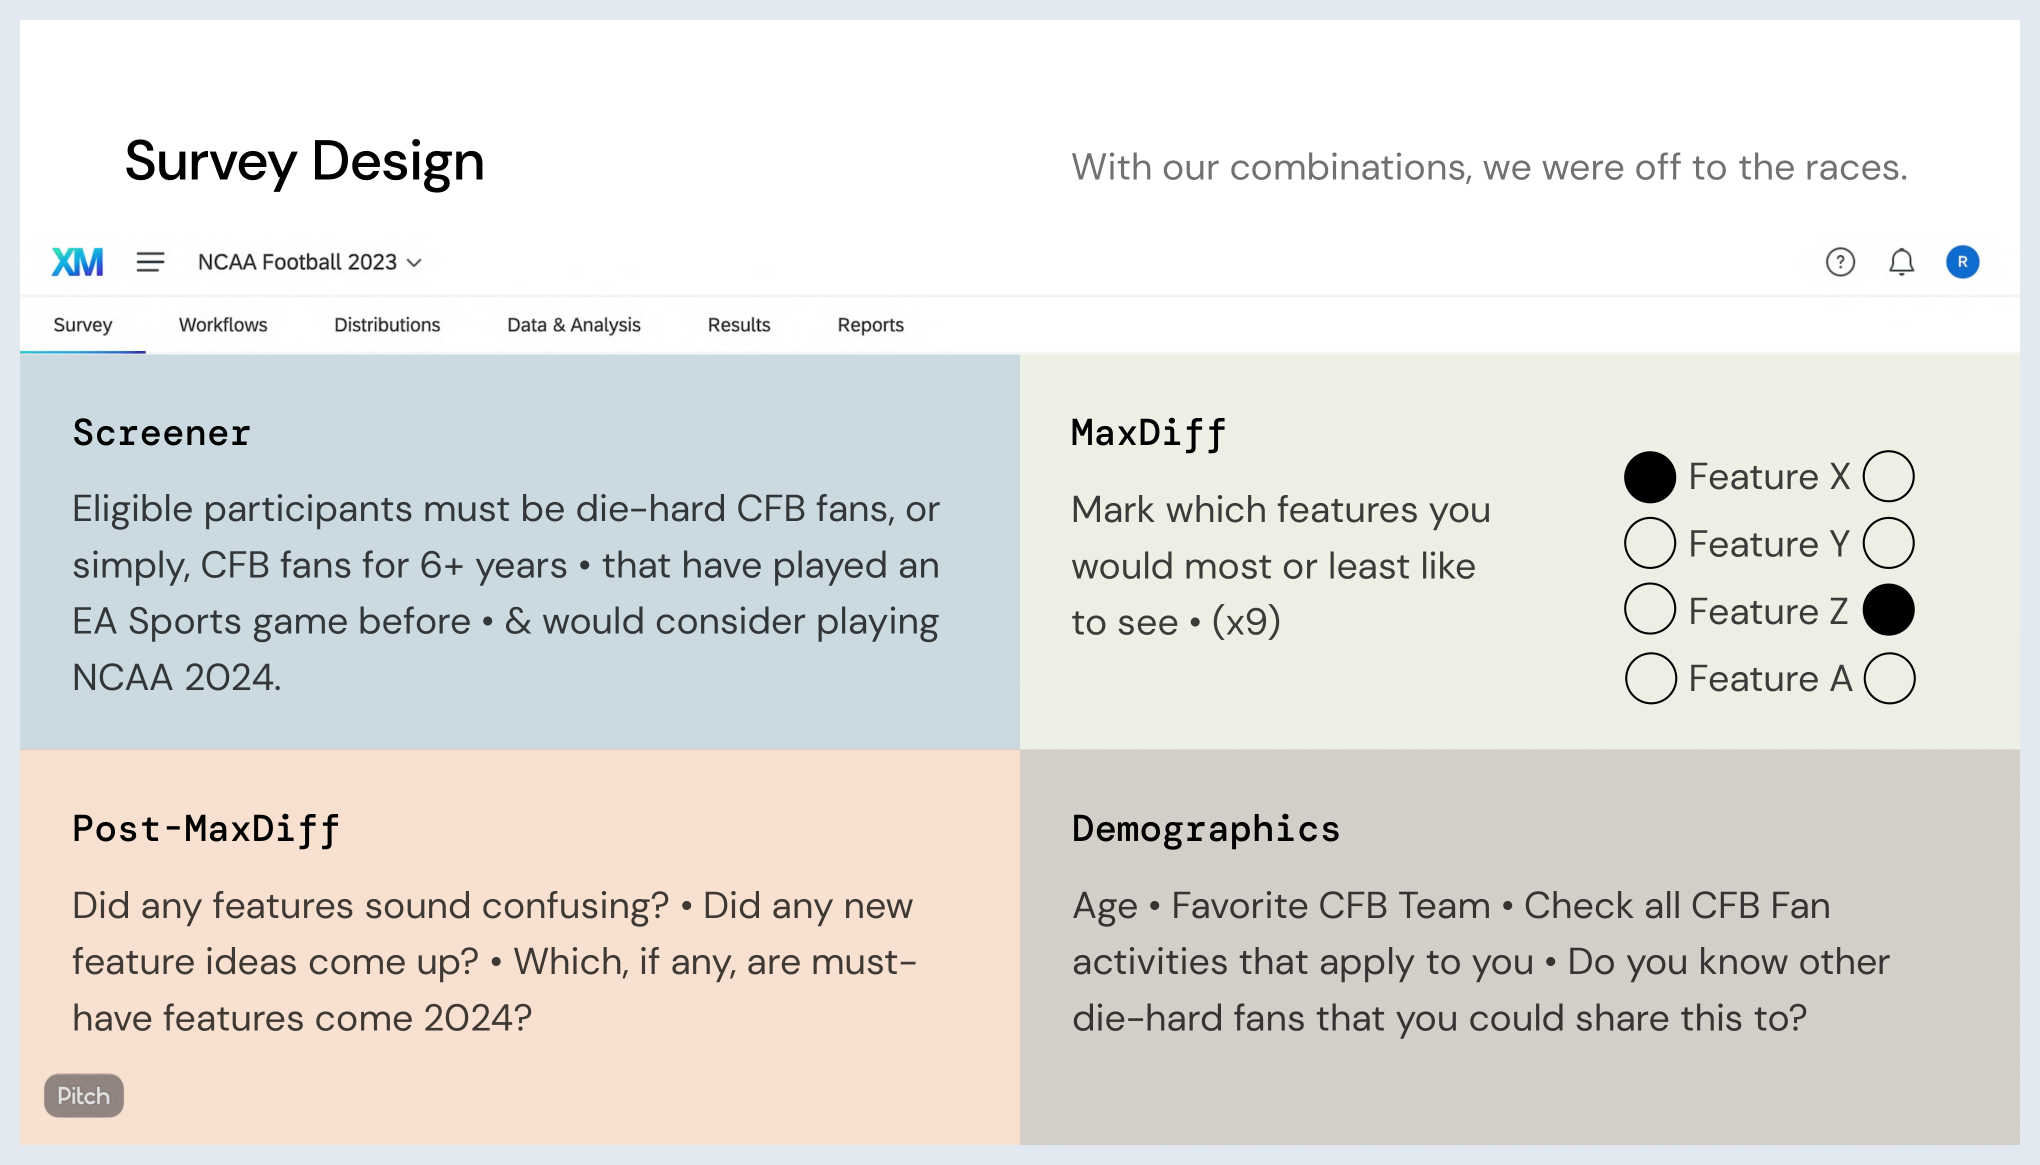 Survey Design
With our combinations, we were off to the races.
XM
NCAA Football 2023
?
R
Survey
Workflows
Distributions
Data & Analysis
Results
Reports
Screener
Eligible participants must be die-hard CFB fans, or
simply, CFB fans for 6+ years • that have played an
EA Sports game before • & would consider playing
NCAA 2024.
MaxDiff
Mark which features you
would most or least like
to see • (x9)
Feature X
Feature Y
Feature Z
Feature A
Post-MaxDiff
Did any features sound confusing? • Did any new
feature ideas come up? • Which, if any, are must-
have features come 2024?
Demographics
Age • Favorite CFB Team • Check all CFB Fan
activities that apply to you • Do you know other
die-hard fans that you could share this to?
Pitch